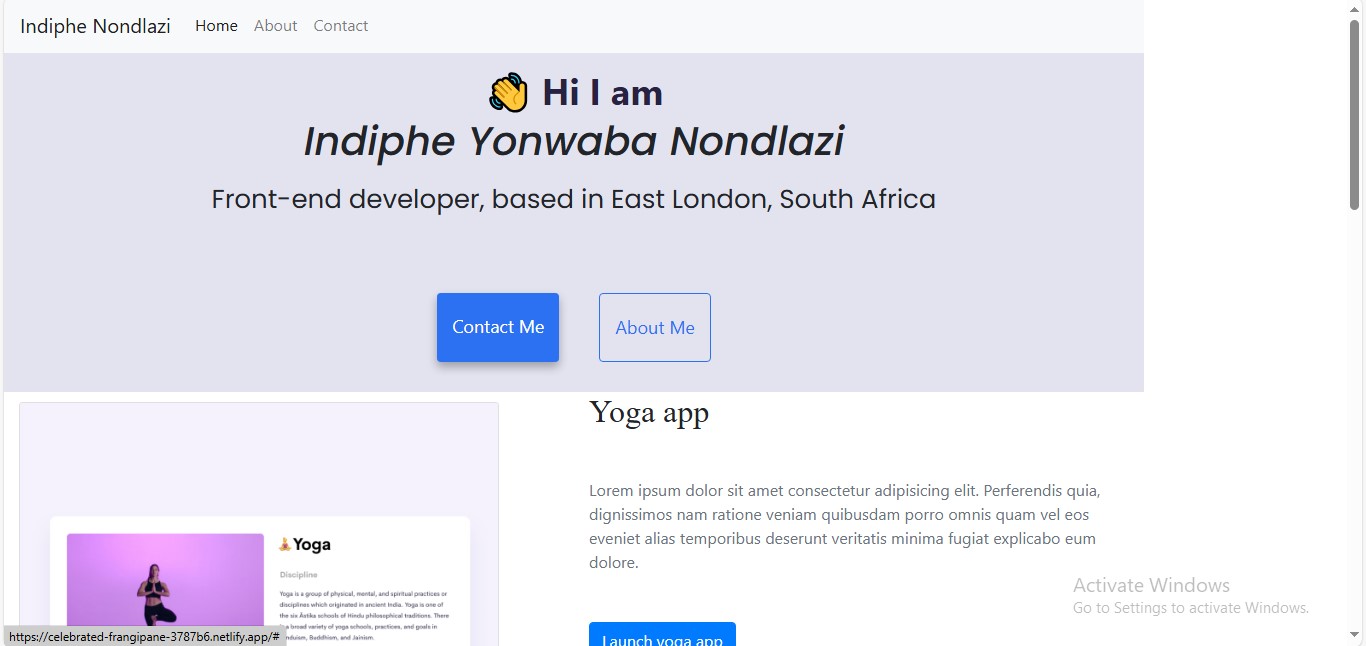 Indiphe Nondlazi Home About Contact
👋 Hi I am
Indiphe Yonwaba Nondlazi
Front-end developer, based in East London, South Africa
Contact Me About Me
Yoga app
Lorem ipsum dolor sit amet consectetur adipisicing elit. Perferendis quia,
dignissimos nam ratione veniam quibusdam porro omnis quam vel eos
eveniet alias temporibus deserunt veritatis minima fugiat explicabo eum
dolore.
Launch yoga app
Yoga
Discipline
Yoga is a group of physical, mental, and spiritual practices or
disciplines which originated in ancient India. Yoga is one of
the six Āstika schools of Hindu philosophical traditions. There
is a broad variety of yoga schools, practices, and goals in
Hinduism, Buddhism, and Jainism.
Activate Windows
Go to Settings to activate Windows.
https://celebrated-frangipane-3787b6.netlify.app/#